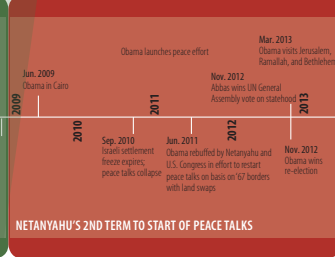 Mar. 2013
Obama visits Jerusalem,
Ramallah, and Bethlehem
Obama launches peace effort
Jun. 2009
Obama in Cairo
Nov. 2012
Abbas wins UN General
Assembly vote on statehood
2009
2010
2011
2012
2013
Sep. 2010
Israeli settlement
freeze expires;
peace talks collapse
Jun. 2011
Obama rebuffed by Netanyahu and
U.S. Congress in effort to restart
peace talks on basis on '67 borders
with land swaps
Nov. 2012
Obama wins
re-election
NETANYAHU'S 2ND TERM TO START OF PEACE TALKS